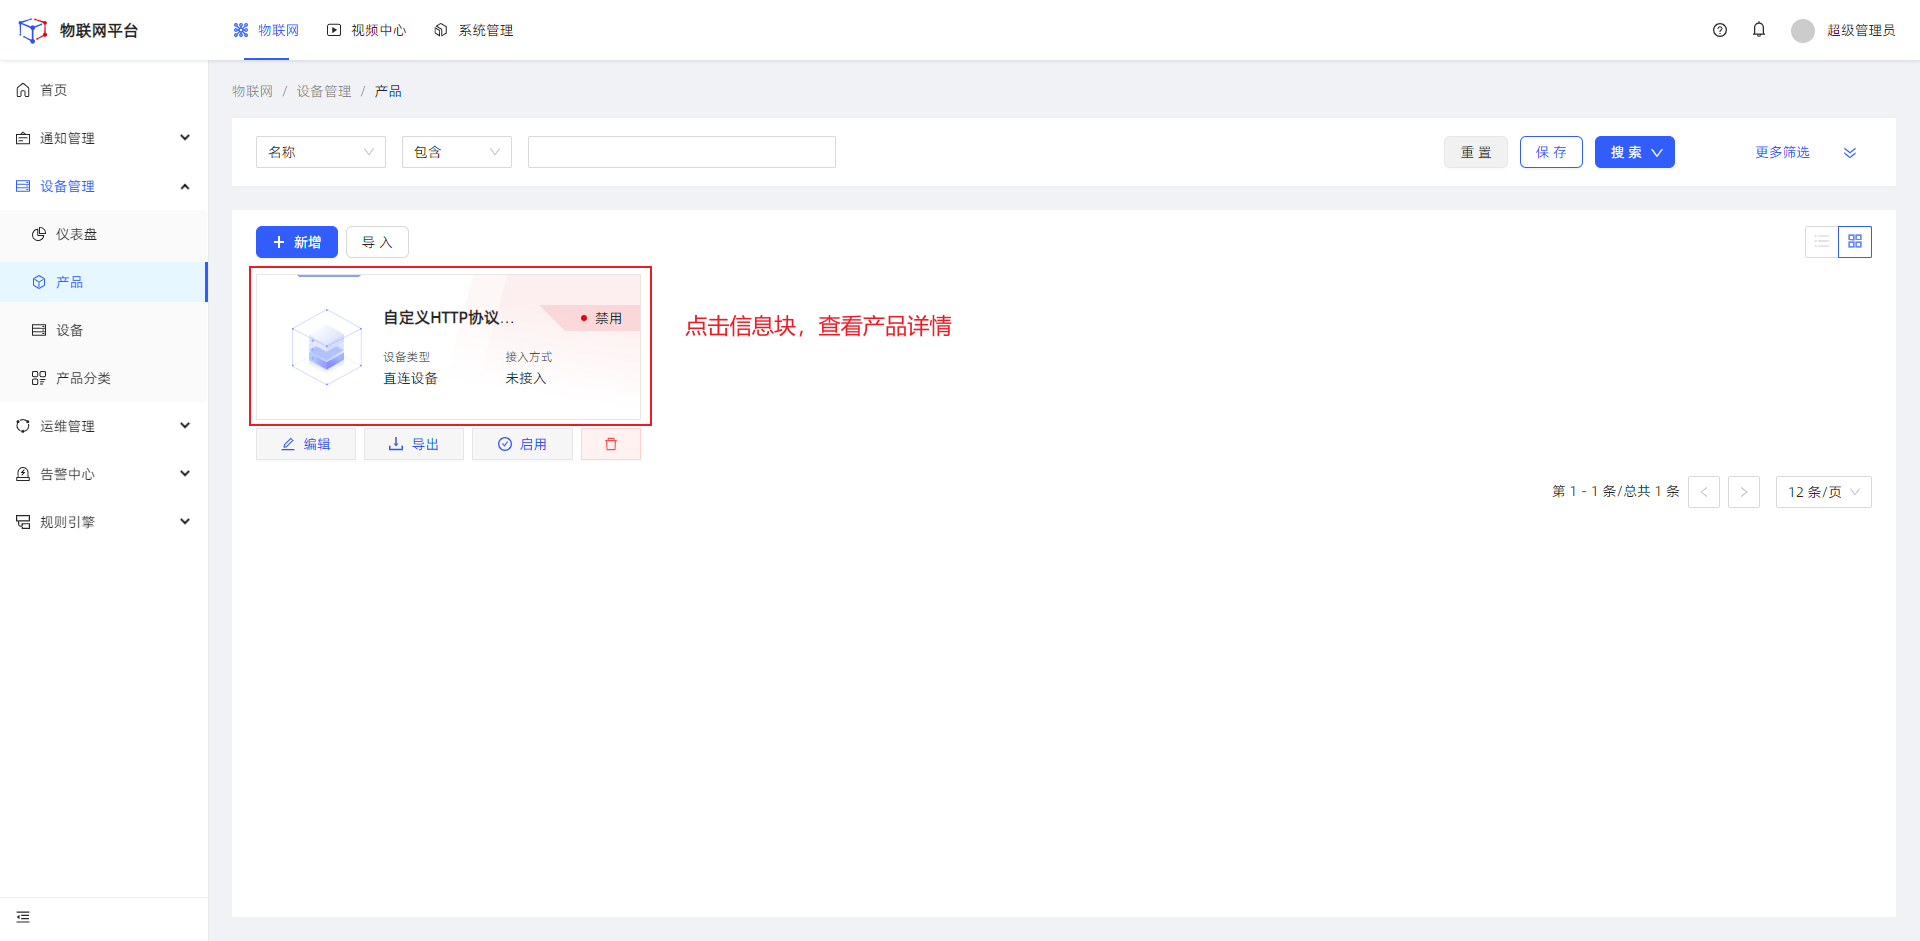 物联网平台
物联网
视频中心
系统管理
超级管理员
首页
通知管理
设备管理
仪表盘
产品
设备
产品分类
运维管理
告警中心
规则引擎
物联网 / 设备管理 / 产品
名称
包含
重 置
保 存
搜 索
更多筛选
新增
导 入
自定义HTTP协议...
禁用
设备类型
接入方式
直连设备
未接入
点击信息块，查看产品详情
编辑
导出
启用
第 1 - 1 条/总共 1 条
12 条/页